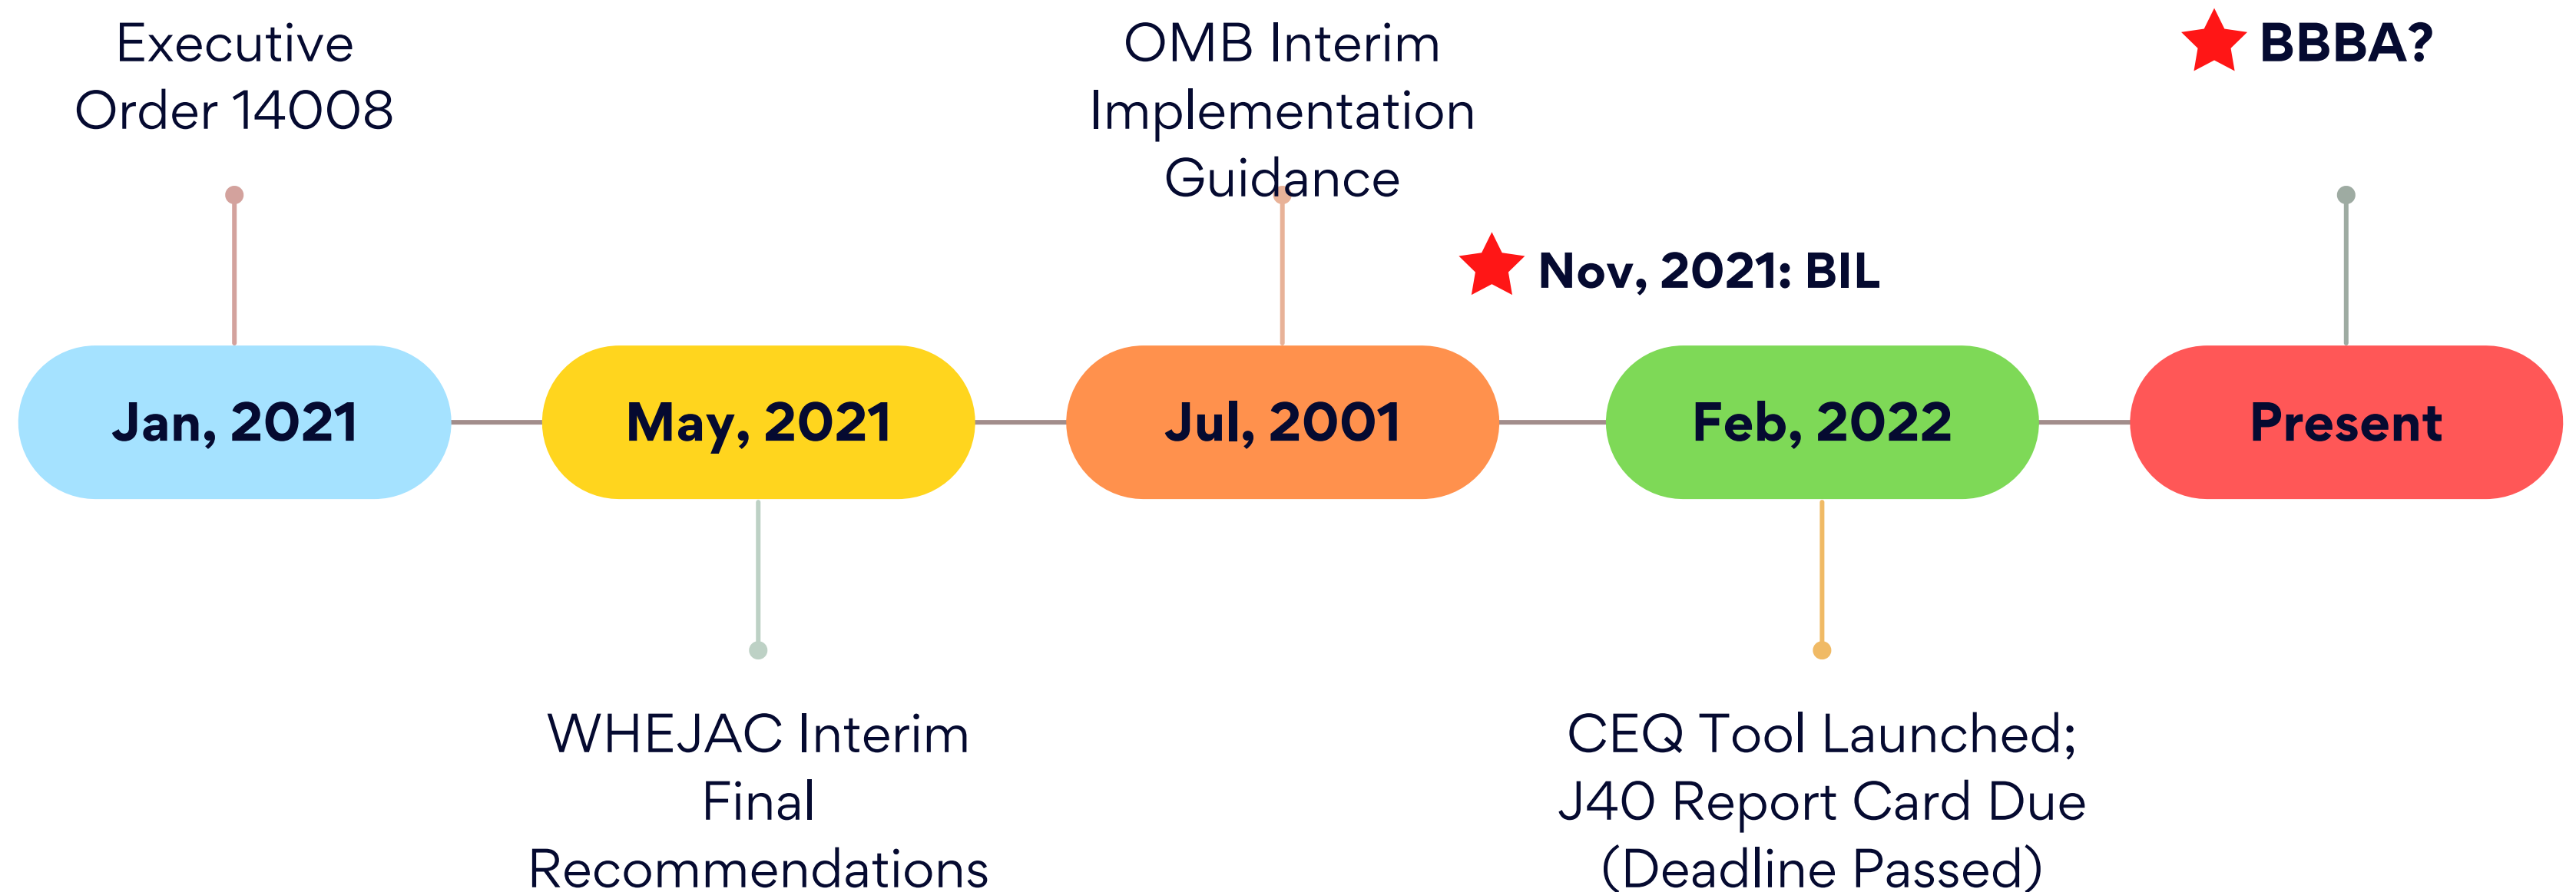 Executive
Order 14008
OMB Interim
Implementation
Guidance
BBBA?
Nov, 2021: BIL
Jan, 2021
May, 2021
Jul, 2001
Feb, 2022
Present
WHEJAC Interim
Final
Recommendations
CEQ Tool Launched;
J40 Report Card Due
(Deadline Passed)